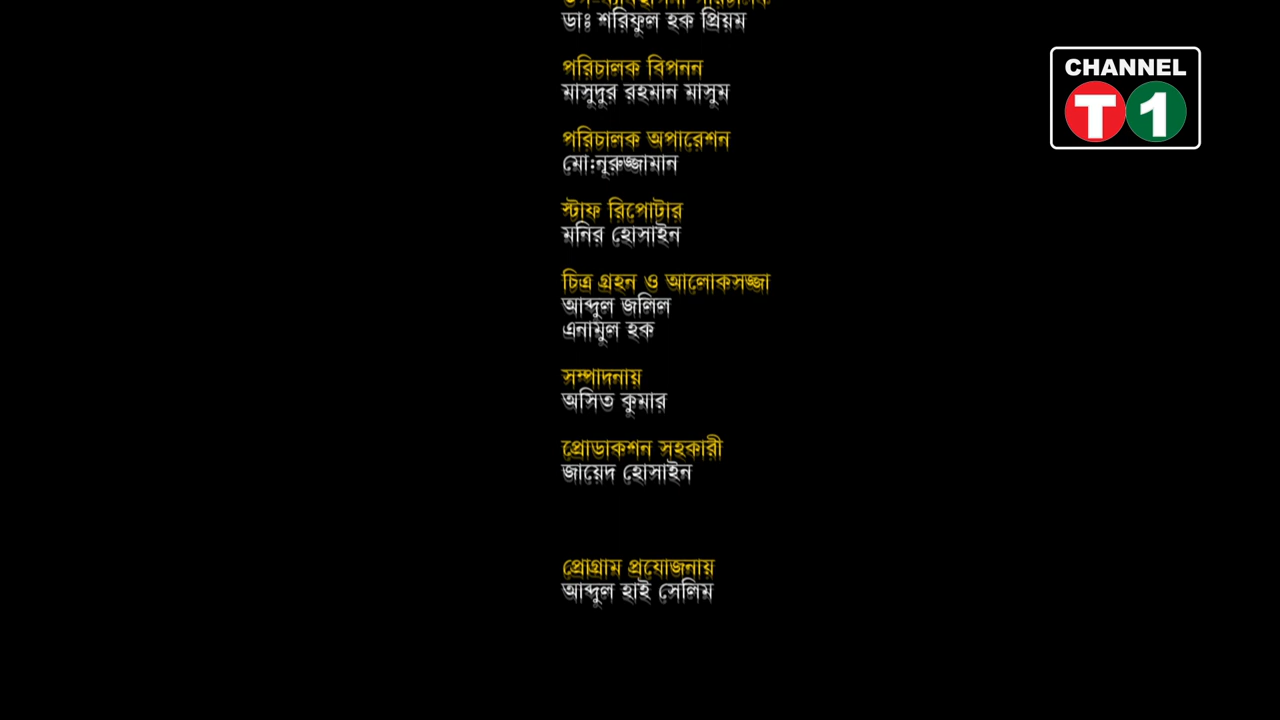 ডাঃ শরিফুল হক প্রিয়ম
পরিচালক বিপনন
মাসুদুর রহমান মাসুম
পরিচালক অপারেশন
মো:নূরুজ্জামান
স্টাফ রিপোর্টার
মনির হোসাইন
চিত্র গ্রহন ও আলোকসজ্জা
আব্দুল জলিল
এনামুল হক
সম্পাদনায়
অসিত কুমার
প্রোডাকশন সহকারী
জায়েদ হোসাইন
প্রোগ্রাম প্রযোজনায়
আব্দুল হাই সেলিম
CHANNEL
T 1